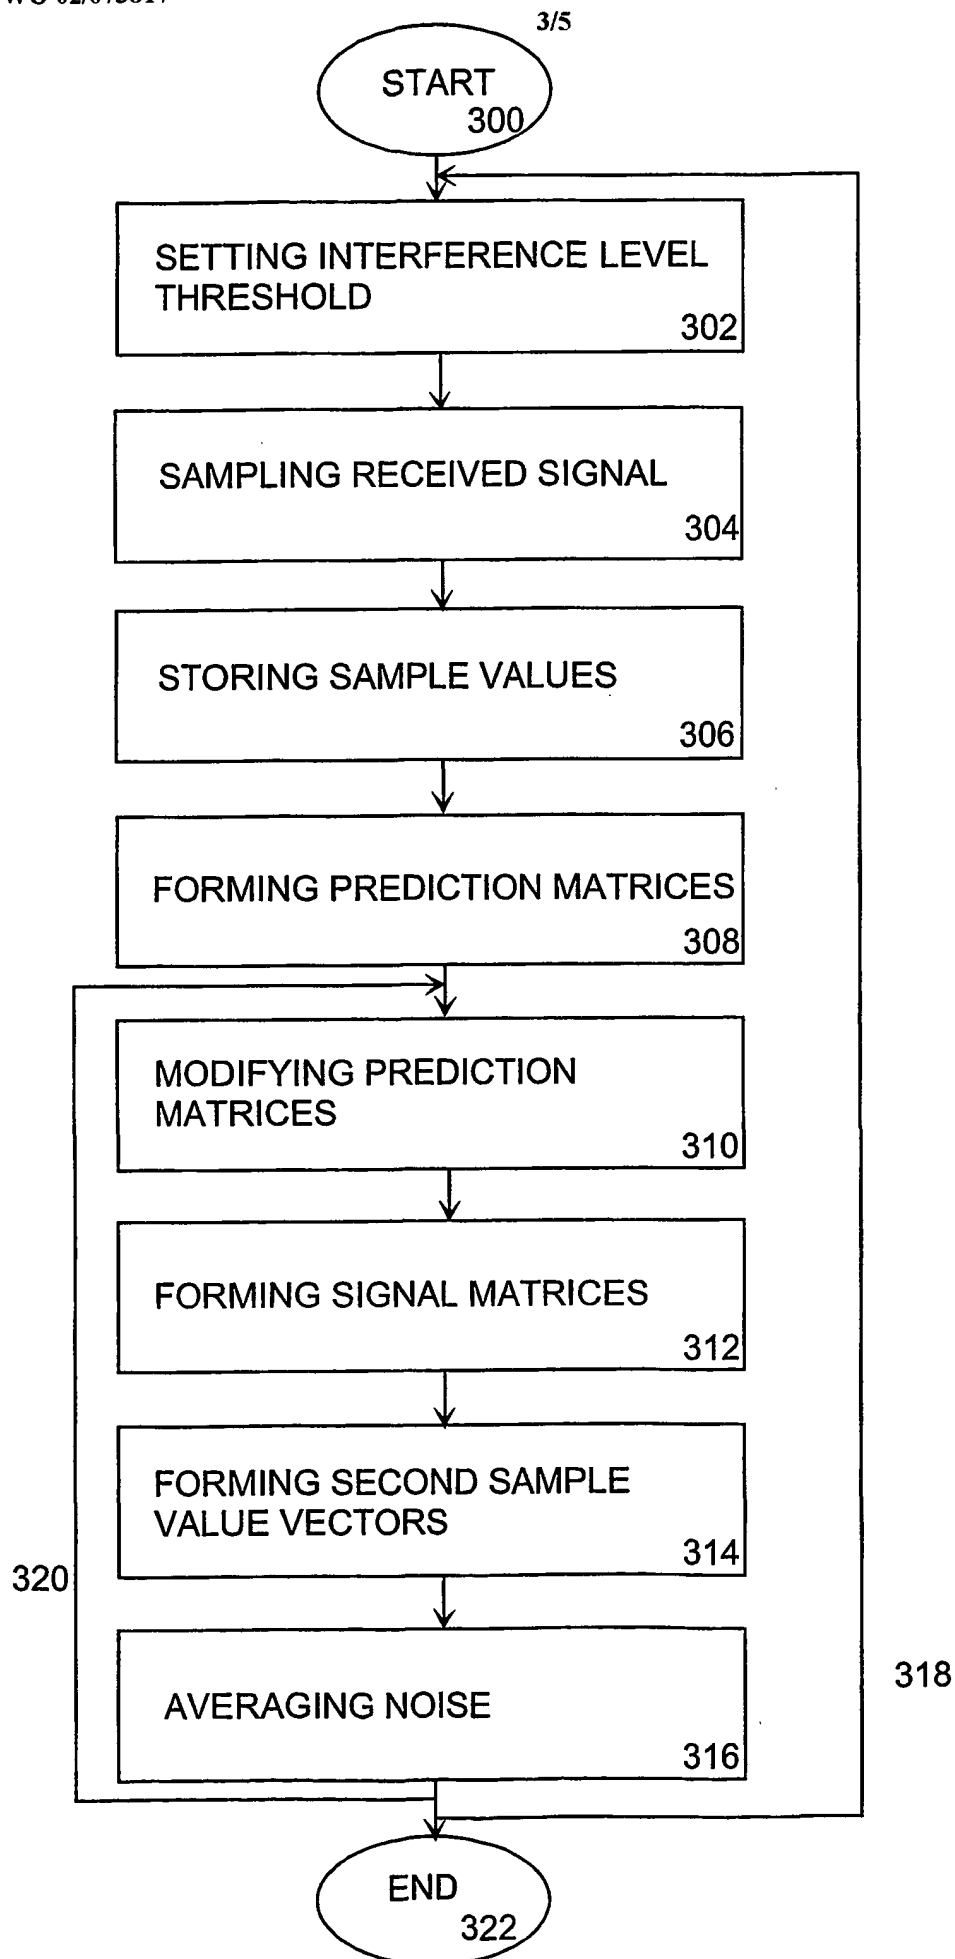 3/5
START
300
SETTING INTERFERENCE LEVEL
THRESHOLD
302
SAMPLING RECEIVED SIGNAL
304
STORING SAMPLE VALUES
306
FORMING PREDICTION MATRICES
308
MODIFYING PREDICTION
MATRICES
310
FORMING SIGNAL MATRICES
312
FORMING SECOND SAMPLE
VALUE VECTORS
314
320
AVERAGING NOISE
316
318
END
322